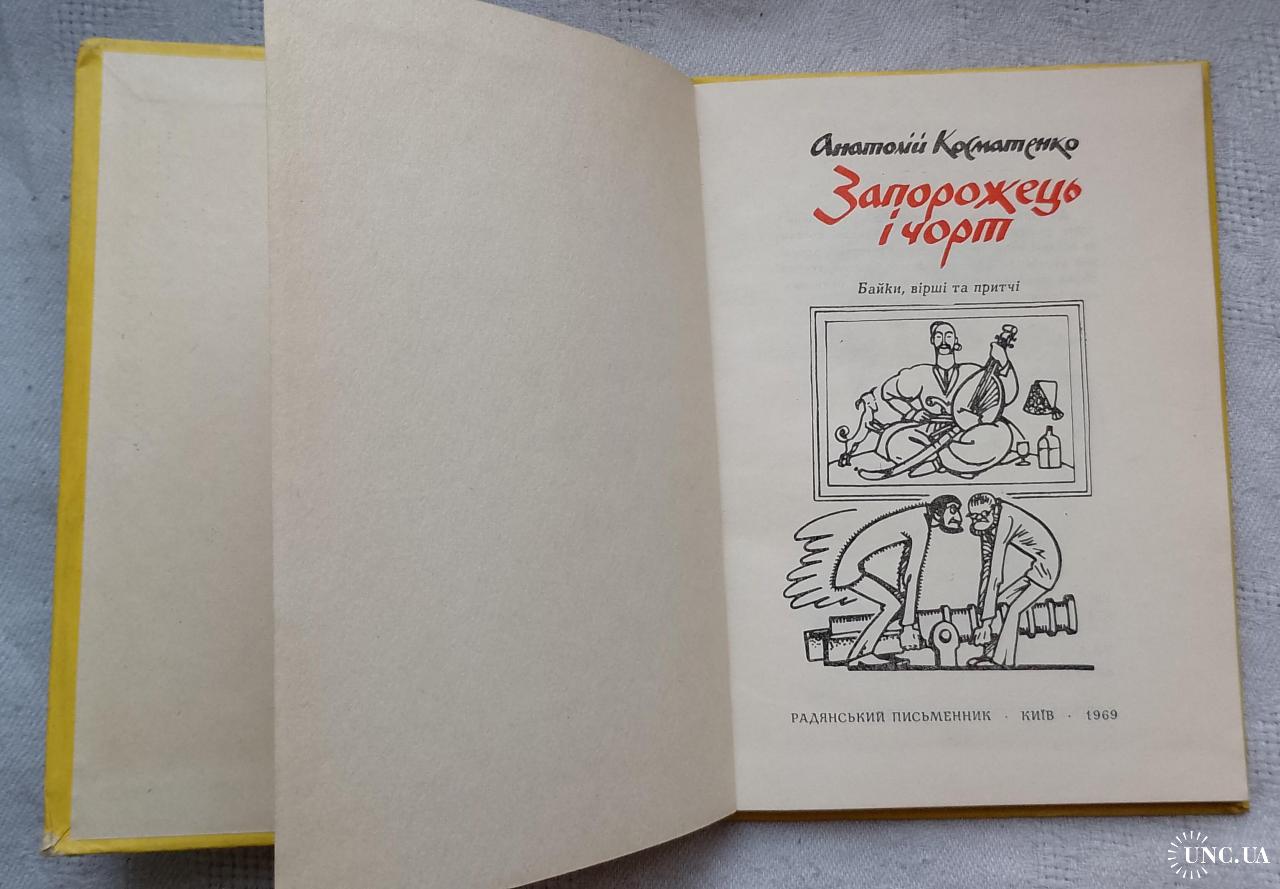 Анатолій Косматенко
Запорожець
і чорт
Байки, вірші та притчі
РАДЯНСЬКИЙ ПИСЬМЕННИК · КИЇВ · 1969
UNC.UA